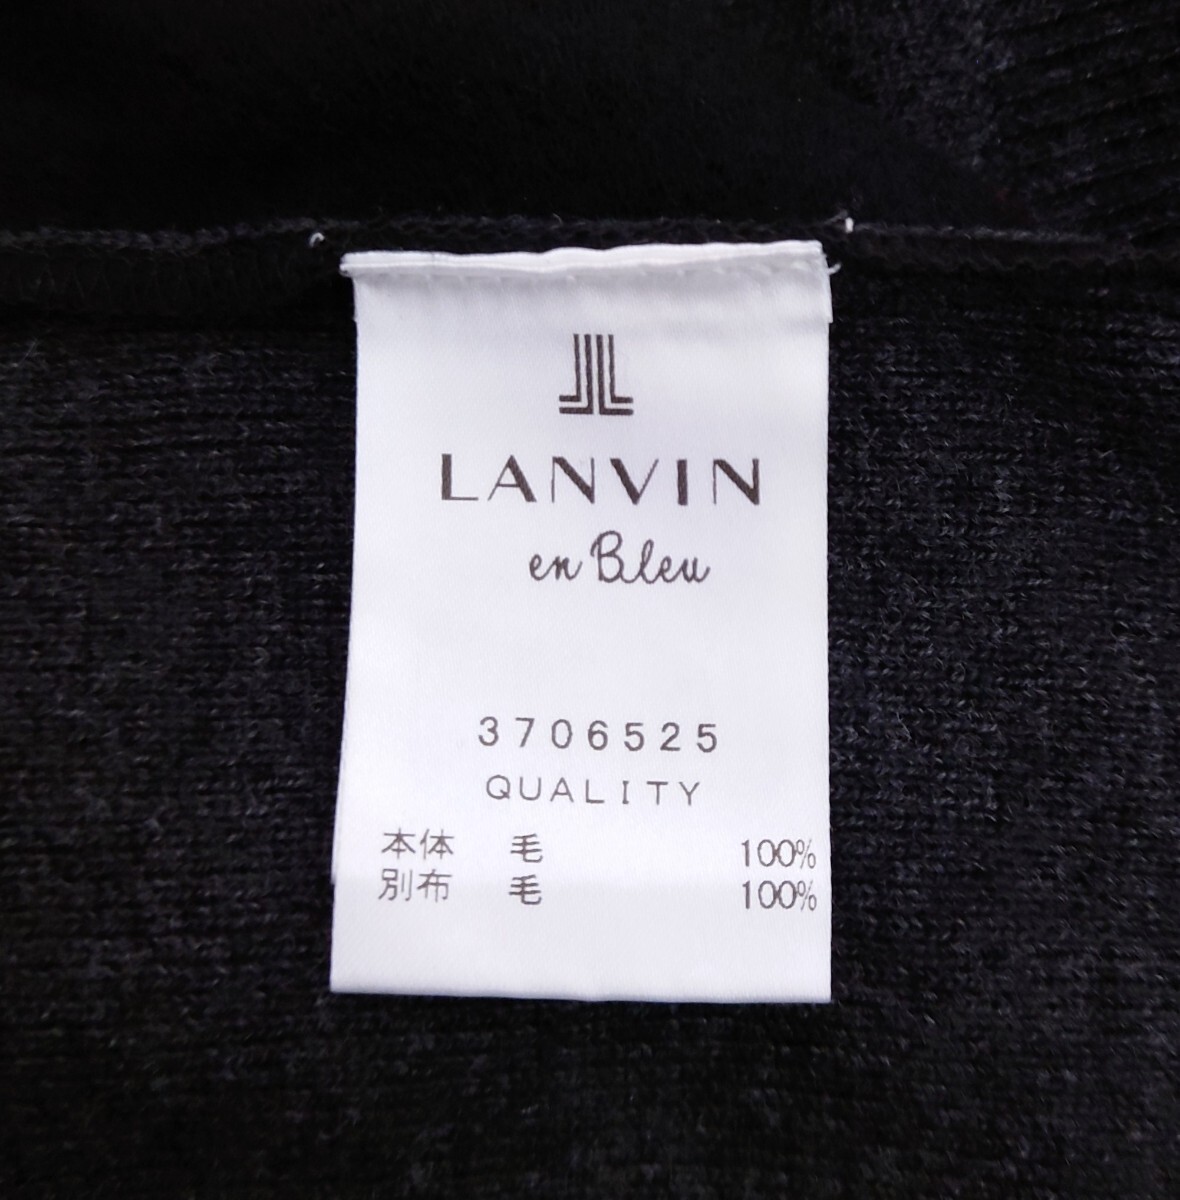 LANVIN
en Bleu
3706525
QUALITY
本体 毛 100%
別布 毛 100%